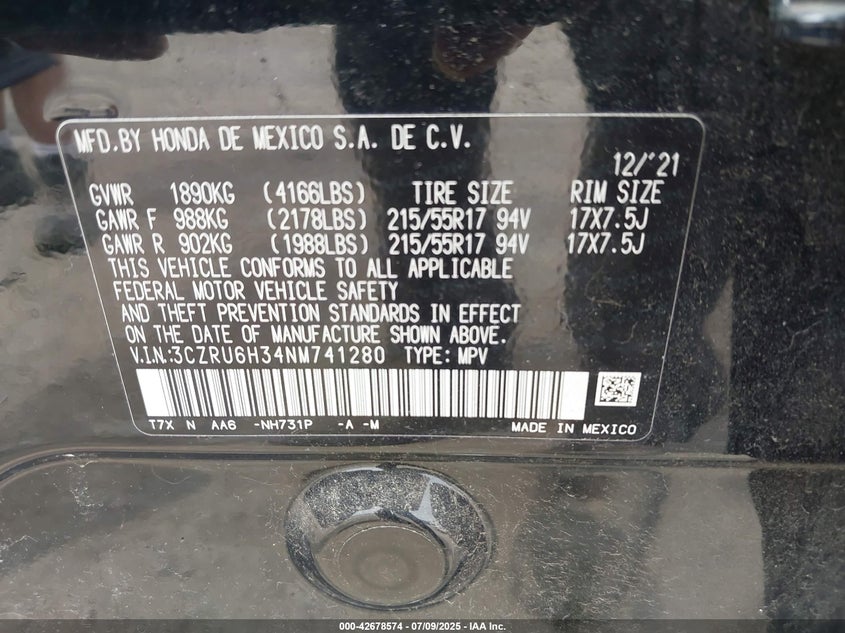 MFD.BY HONDA DE MEXICO S.A. DE C.V.
12/'21
GVWR 1890KG (4166LBS) TIRE SIZE RIM SIZE
GAWR F 988KG (2178LBS) 215/55R17 94V 17X7.5J
GAWR R 902KG (1988LBS) 215/55R17 94V 17X7.5J
THIS VEHICLE CONFORMS TO ALL APPLICABLE
FEDERAL MOTOR VEHICLE SAFETY
AND THEFT PREVENTION STANDARDS IN EFFECT
ON THE DATE OF MANUFACTURE SHOWN ABOVE.
V.I.N.:3CZRU6H34NM741280 TYPE: MPV
T7X N AA6 -NH731P -A -M MADE IN MEXICO
000-42678574 | 07/09/2025 - IAA Inc.